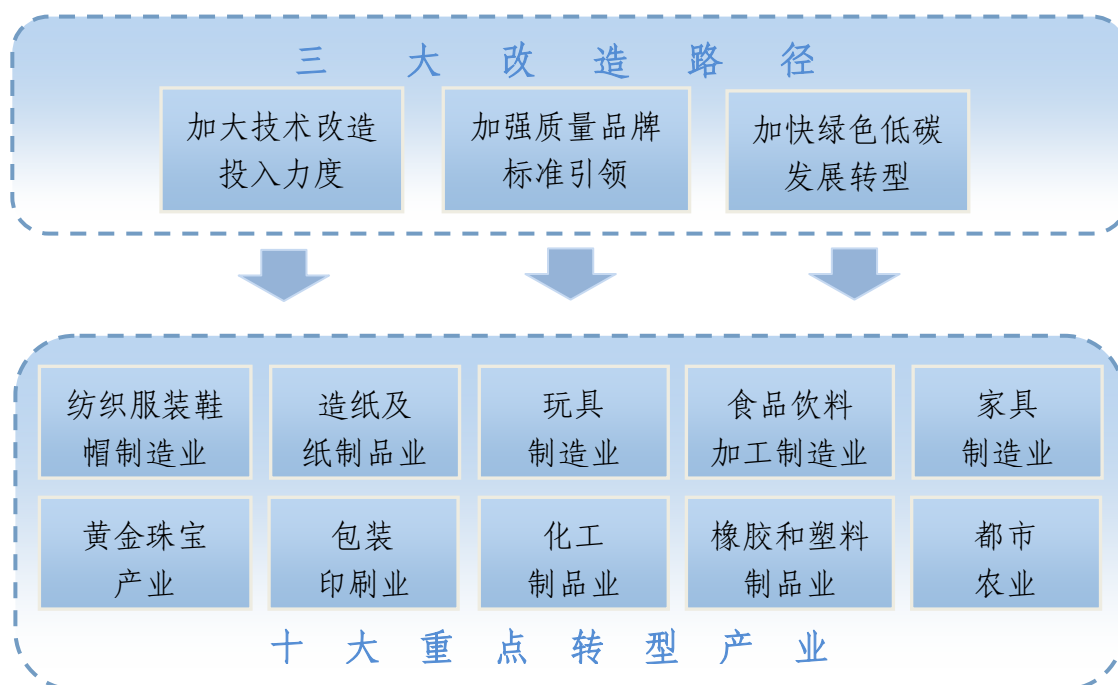 三大改造路径
加大技术改造
投入力度
加强质量品牌
标准引领
加快绿色低碳
发展转型
纺织服装鞋
帽制造业
造纸及
纸制品业
玩具
制造业
食品饮料
加工制造业
家具
制造业
黄金珠宝
产业
包装
印刷业
化工
制品业
橡胶和塑料
制品业
都市
农业
十大重点转型产业